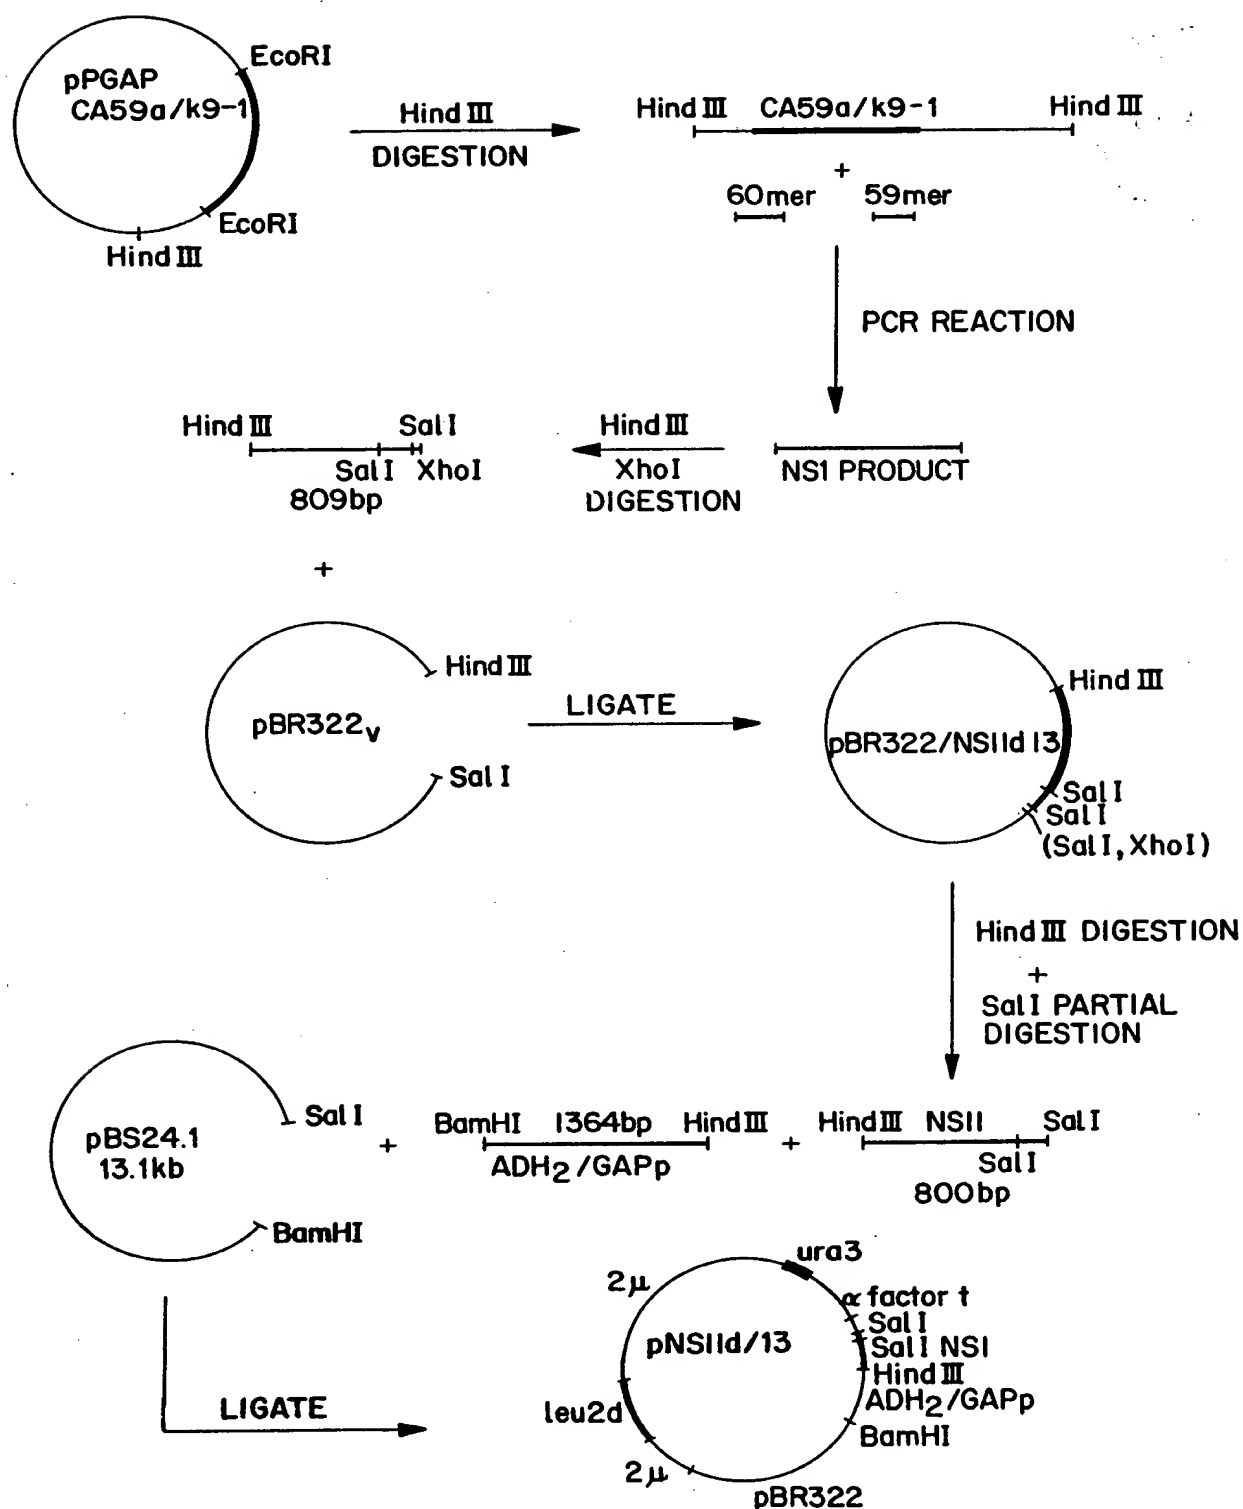 EcoRI
pPGAP
CA59a/k9-1
EcoRI
Hind III
Hind III
DIGESTION
Hind III CA59a/k9-1 Hind III
+
60mer 59mer
PCR REACTION
Hind III Sal I
Sal I XhoI
809bp
Hind III
XhoI
DIGESTION
NS1 PRODUCT
+
Hind III
pBR322v
Sal I
LIGATE
Hind III
pBR322/NS11d13
Sal I
Sal I
(Sal I, XhoI)
Hind III DIGESTION
+
Sal I PARTIAL
DIGESTION
Sal I
pBS24.1
13.1kb
BamHI
+
BamHI 1364bp Hind III
ADH2/GAPp
+
Hind III NS11 Sal I
Sal I
800bp
LIGATE
ura3
2μ
α factor t
Sal I
Sal I NS1
pNS11d/13
Hind III
ADH2/GAPp
leu2d
BamHI
2μ
pBR322